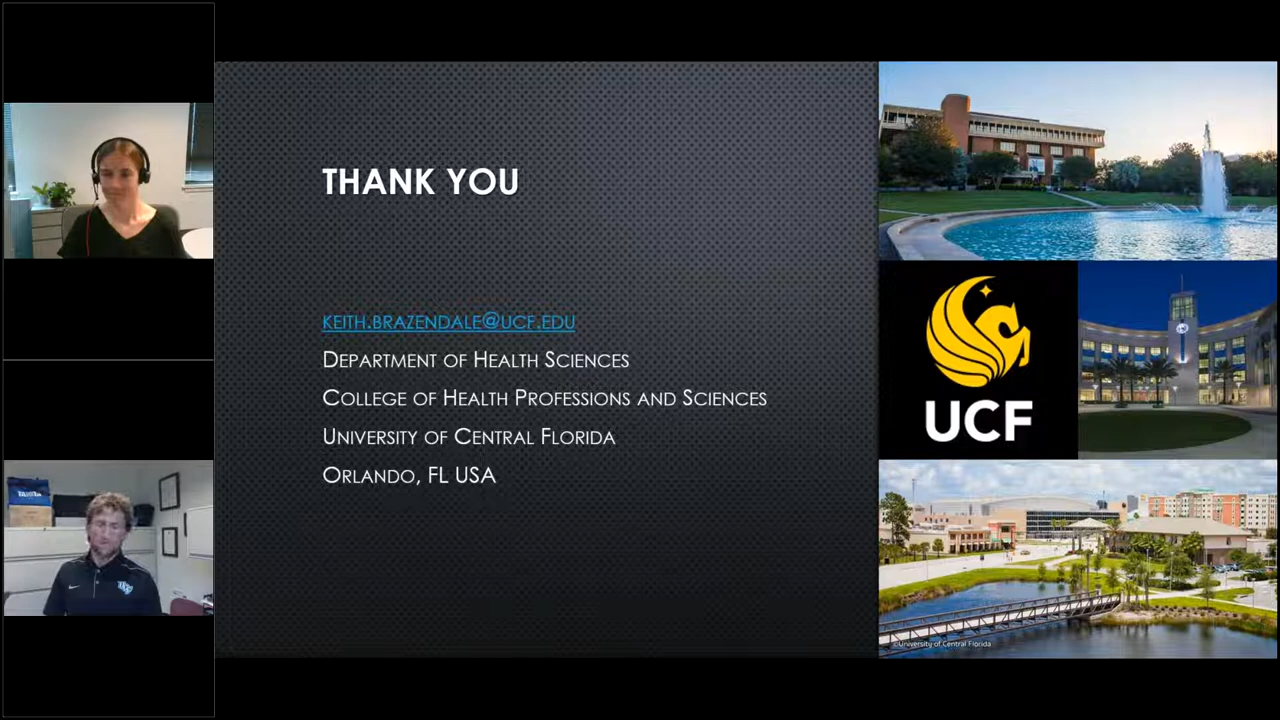 THANK YOU
KEITH.BRAZENDALE@UCF.EDU
DEPARTMENT OF HEALTH SCIENCES
COLLEGE OF HEALTH PROFESSIONS AND SCIENCES
UNIVERSITY OF CENTRAL FLORIDA
ORLANDO, FL USA
UCF
©University of Central Florida